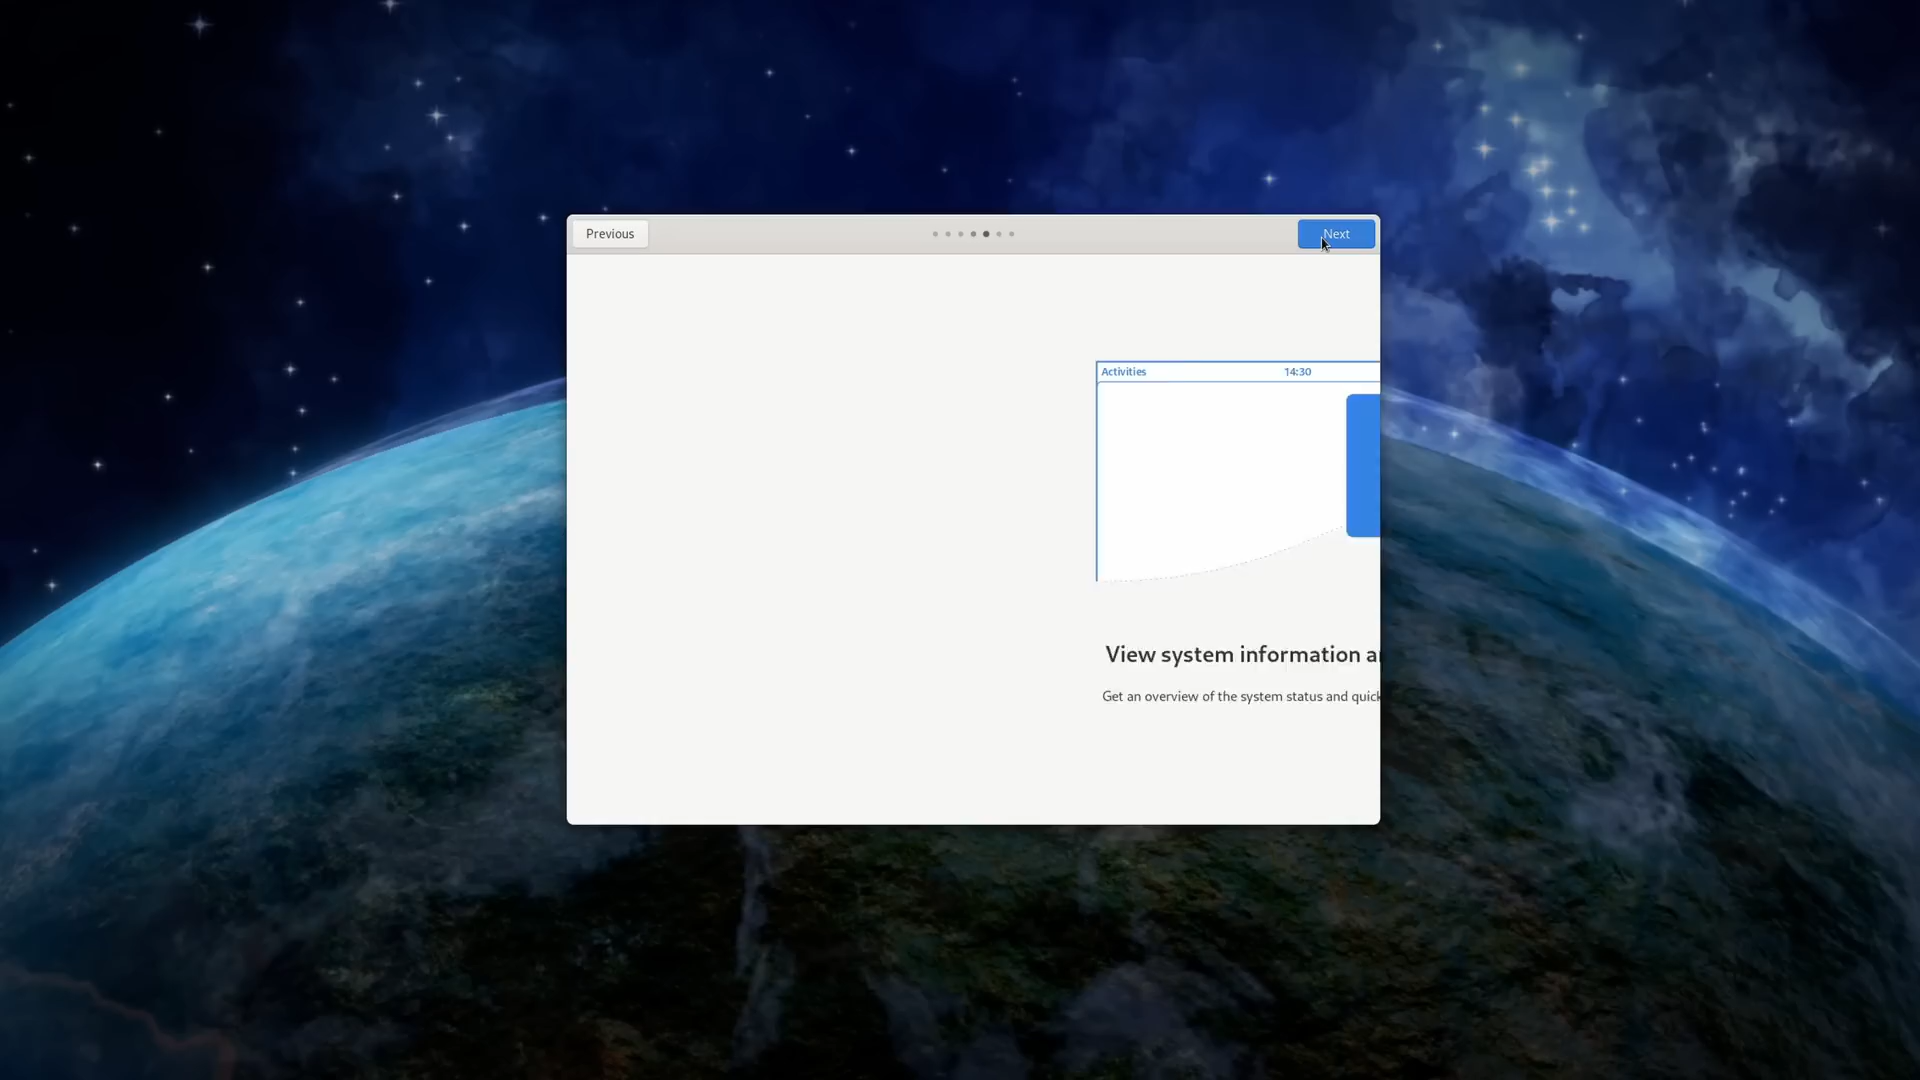 Previous
Next
Activities
14:30
View system information a
Get an overview of the system status and quick